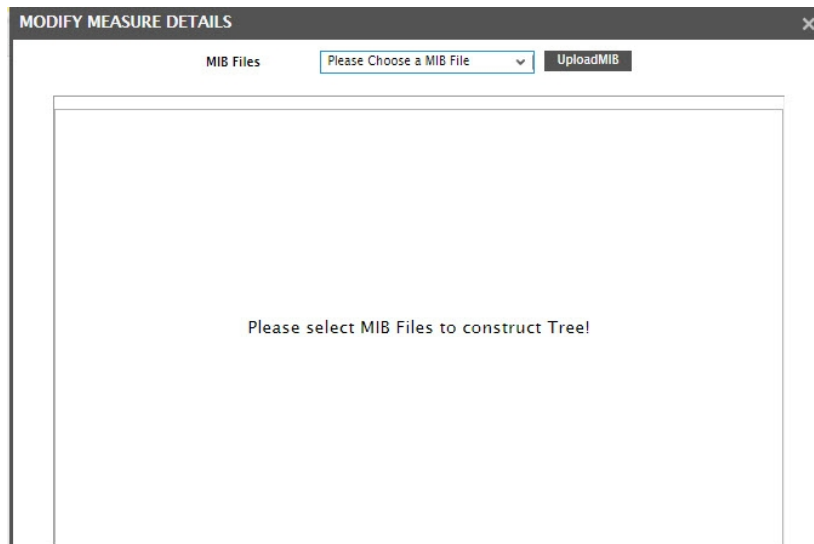 MODIFY MEASURE DETAILS
MIB Files Please Choose a MIB File UploadMIB
Please select MIB Files to construct Tree!